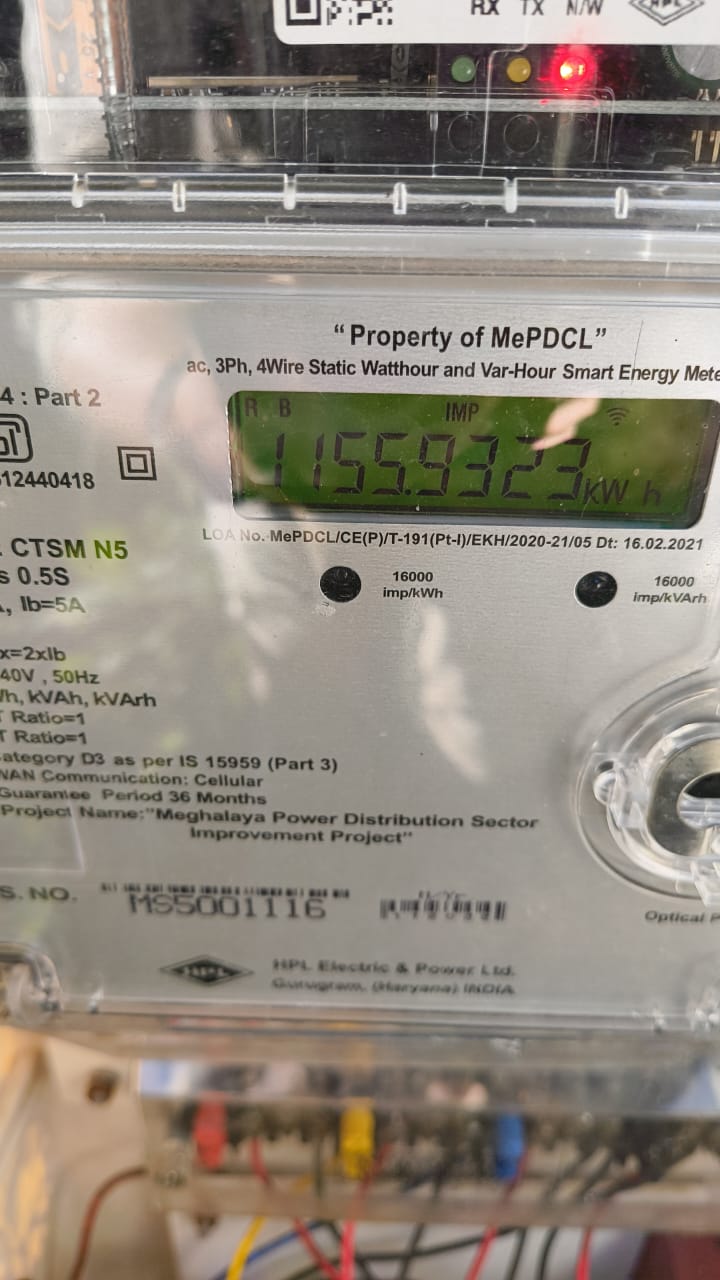 RX TX N/W
HPL
"Property of MePDCL"
ac, 3Ph, 4Wire Static Watthour and Var-Hour Smart Energy Mete
4 : Part 2
R B IMP
1155.9323 kW h
12440418
LOA No.-MePDCL/CE(P)/T-191(Pt-I)/EKH/2020-21/05 Dt: 16.02.2021
CTSM N5
s 0.5S
16000
imp/kWh
16000
imp/kVArh
, Ib=5A
x=2xIb
40V , 50Hz
h, kVAh, kVArh
T Ratio=1
T Ratio=1
ategory D3 as per IS 15959 (Part 3)
WAN Communication: Cellular
Guarantee Period 36 Months
Project Name:"Meghalaya Power Distribution Sector
Improvement Project"
S. NO.
MS5001116
Optical P
HPL
HPL Electric & Power Ltd.
Gurugram, (Haryana) INDIA